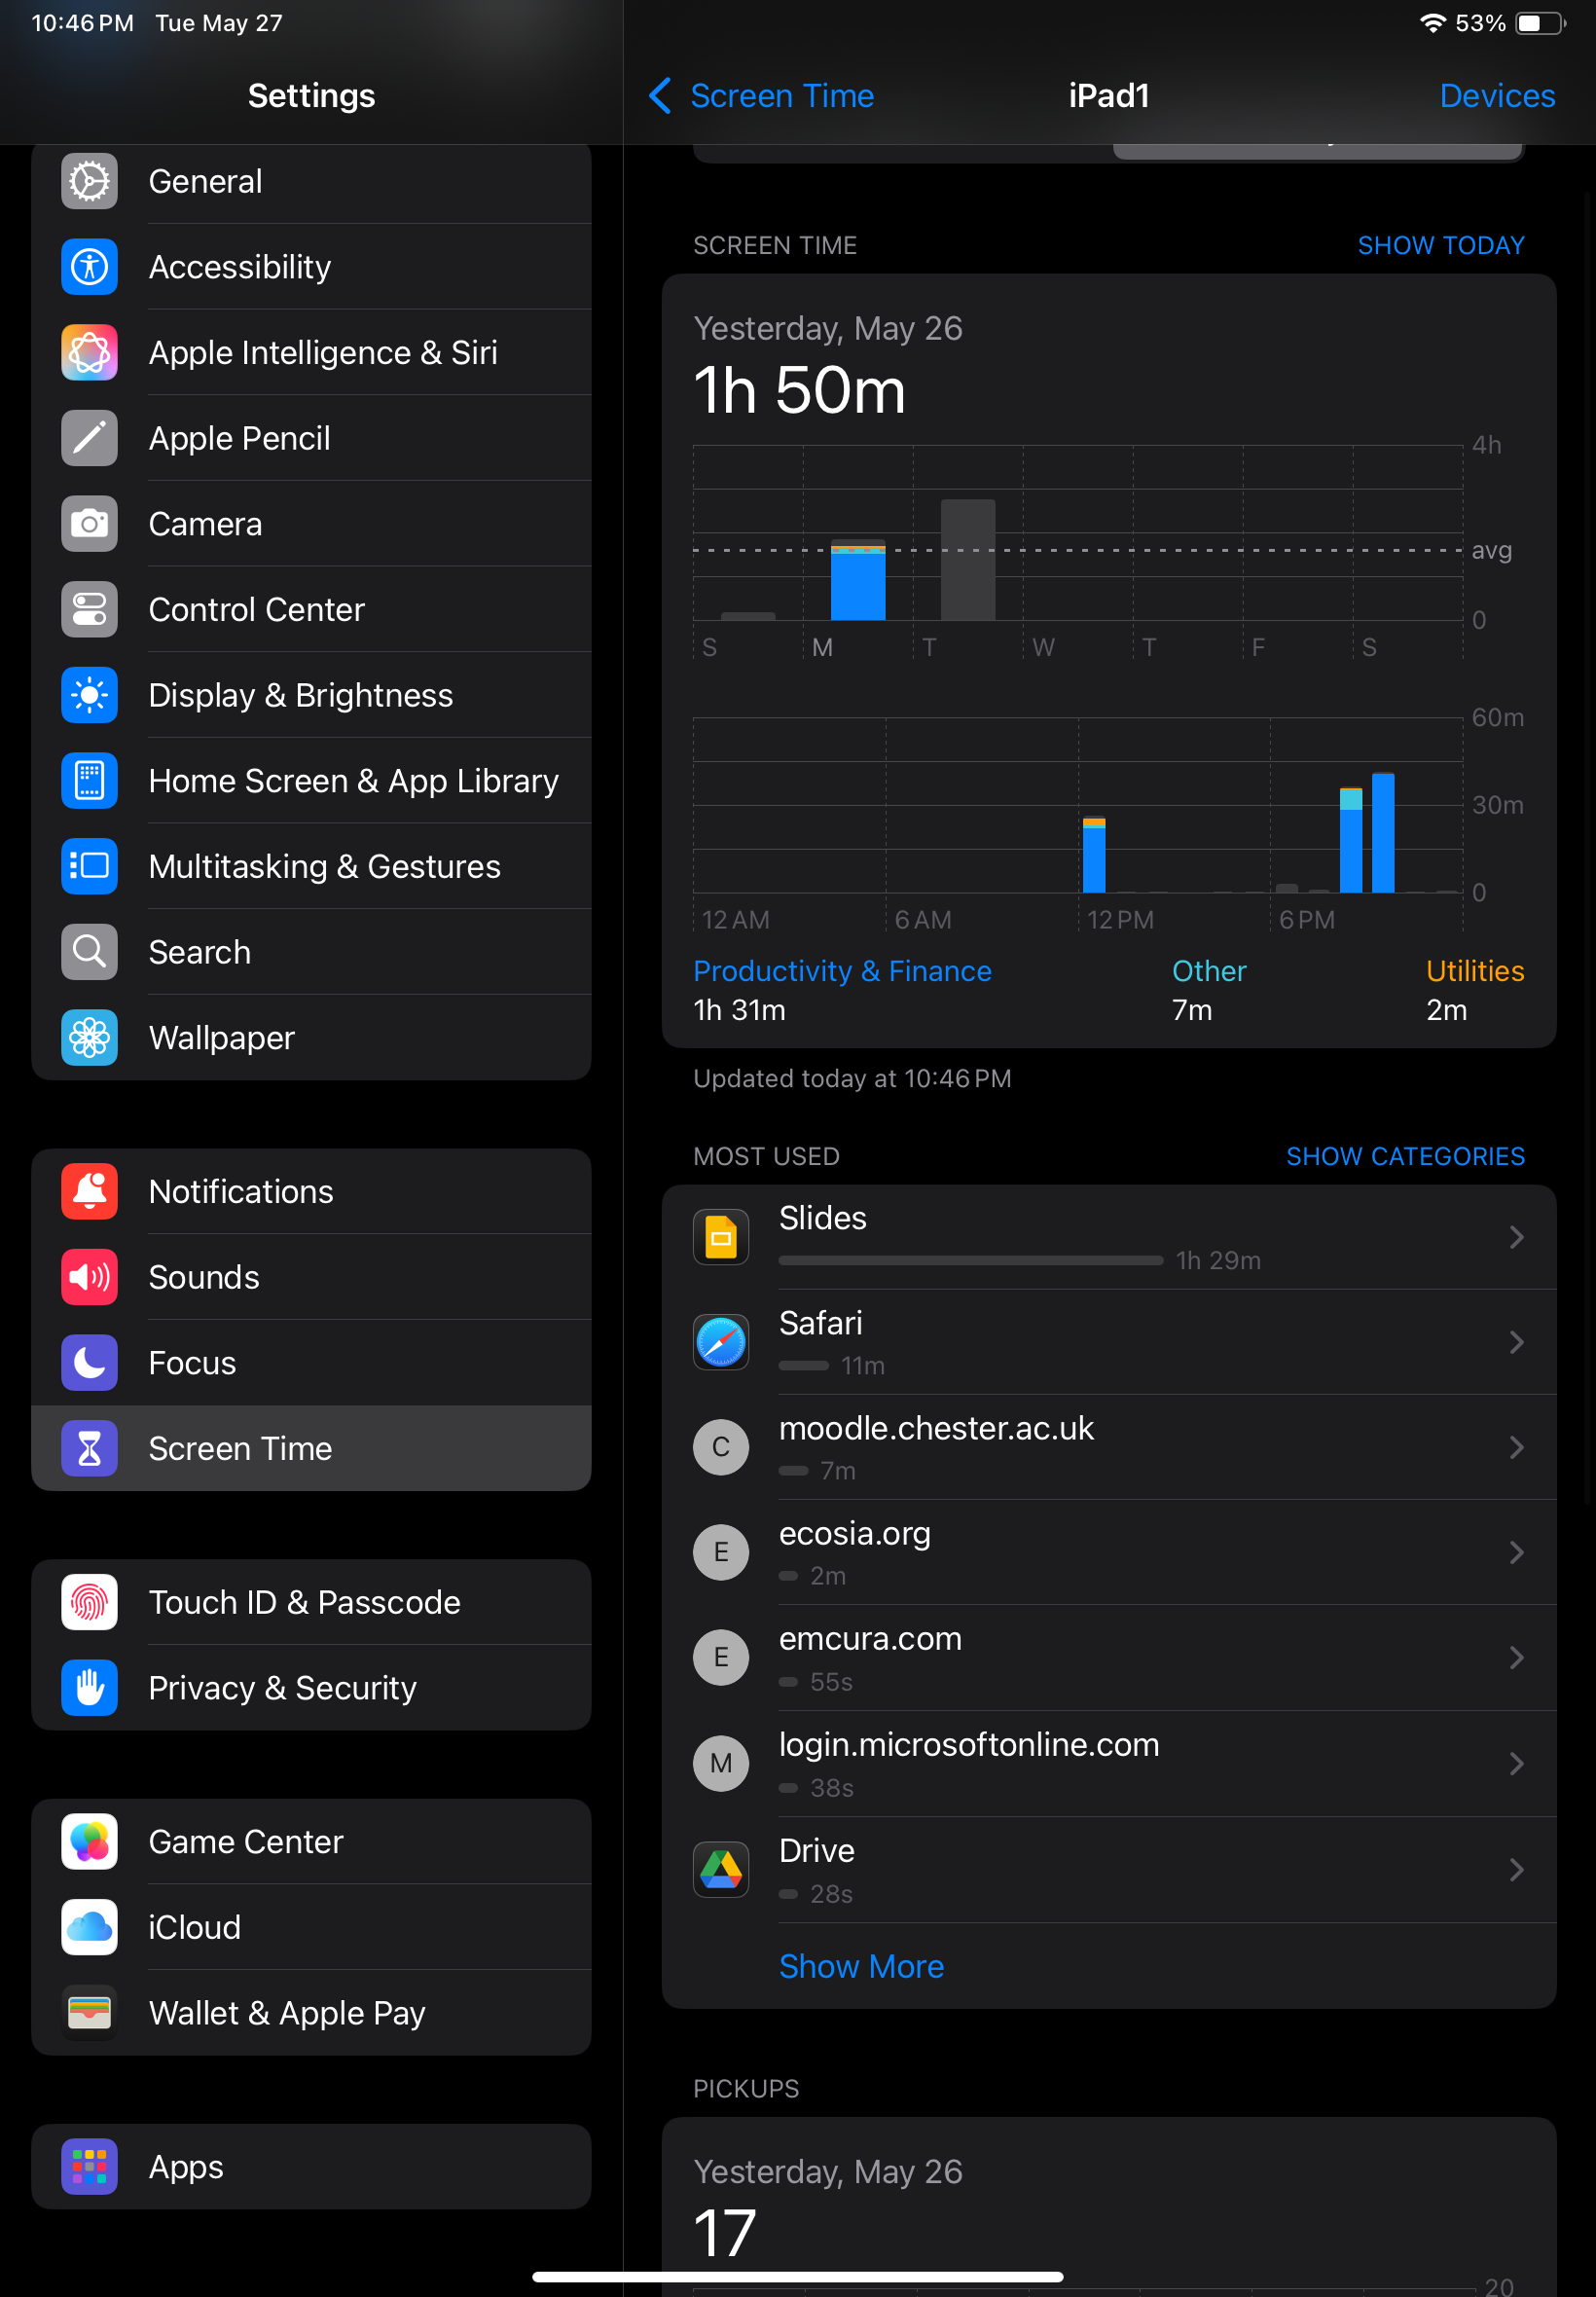 10:46 PM Tue May 27
53%
Settings
General
Accessibility
Apple Intelligence & Siri
Apple Pencil
Camera
Control Center
Display & Brightness
Home Screen & App Library
Multitasking & Gestures
Search
Wallpaper
Notifications
Sounds
Focus
Screen Time
Touch ID & Passcode
Privacy & Security
Game Center
iCloud
Wallet & Apple Pay
Apps
Screen Time
iPad1
Devices
SCREEN TIME
SHOW TODAY
Yesterday, May 26
1h 50m
4h
avg
0
S M T W T F S
60m
30m
0
12 AM 6 AM 12 PM 6 PM
Productivity & Finance Other Utilities
1h 31m 7m 2m
Updated today at 10:46 PM
MOST USED
SHOW CATEGORIES
Slides
1h 29m
Safari
11m
C
moodle.chester.ac.uk
7m
E
ecosia.org
2m
E
emcura.com
55s
M
login.microsoftonline.com
38s
Drive
28s
Show More
PICKUPS
Yesterday, May 26
17
20